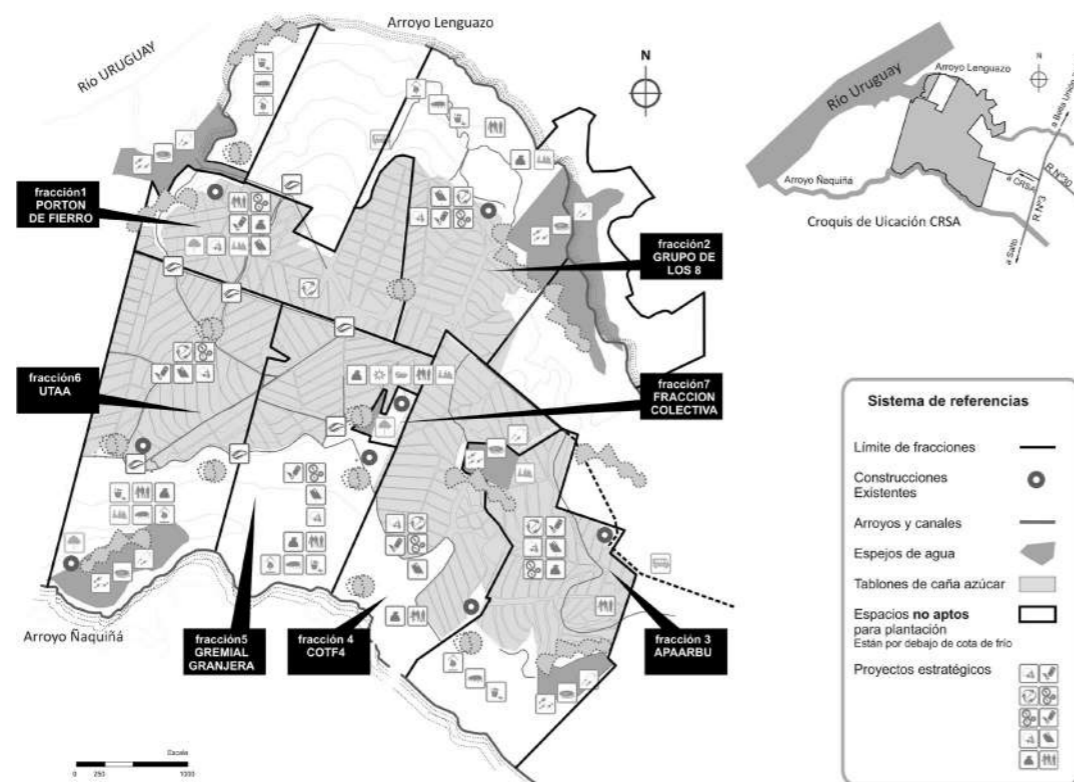 Arroyo Lenguazo
Río URUGUAY
N
fracción1
PORTON
DE FIERRO
fracción2
GRUPO DE
LOS 8
fracción6
UTAA
fracción7
FRACCION
COLECTIVA
Arroyo Ñaquiñá
fracción5
GREMIAL
GRANJERA
fracción 4
COTF4
fracción 3
APAARBU
Escala
0 250 1000
Río Uruguay
Arroyo Lenguazo
N
a Bella Unión
Arroyo Ñaquiñá
a CRSA
R.Nº30
R.Nº3
a Salto
Croquis de Uicación CRSA
Sistema de referencias
Límite de fracciones
Construcciones
Existentes
Arroyos y canales
Espejos de agua
Tablones de caña azúcar
Espacios no aptos
para plantación
Están por debajo de cota de frío
Proyectos estratégicos